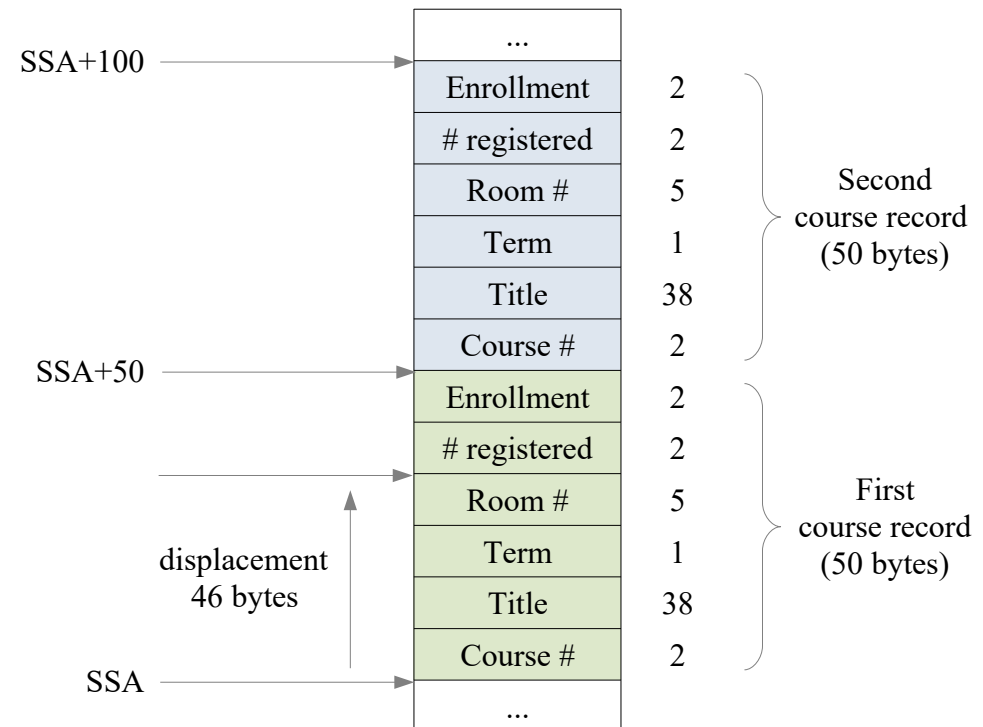 ...
SSA+100
Enrollment 2
# registered 2
Room # 5
Second
course record
(50 bytes)
Term 1
Title 38
Course # 2
SSA+50
Enrollment 2
# registered 2
Room # 5
First
course record
(50 bytes)
Term 1
displacement
46 bytes
Title 38
Course # 2
SSA
...